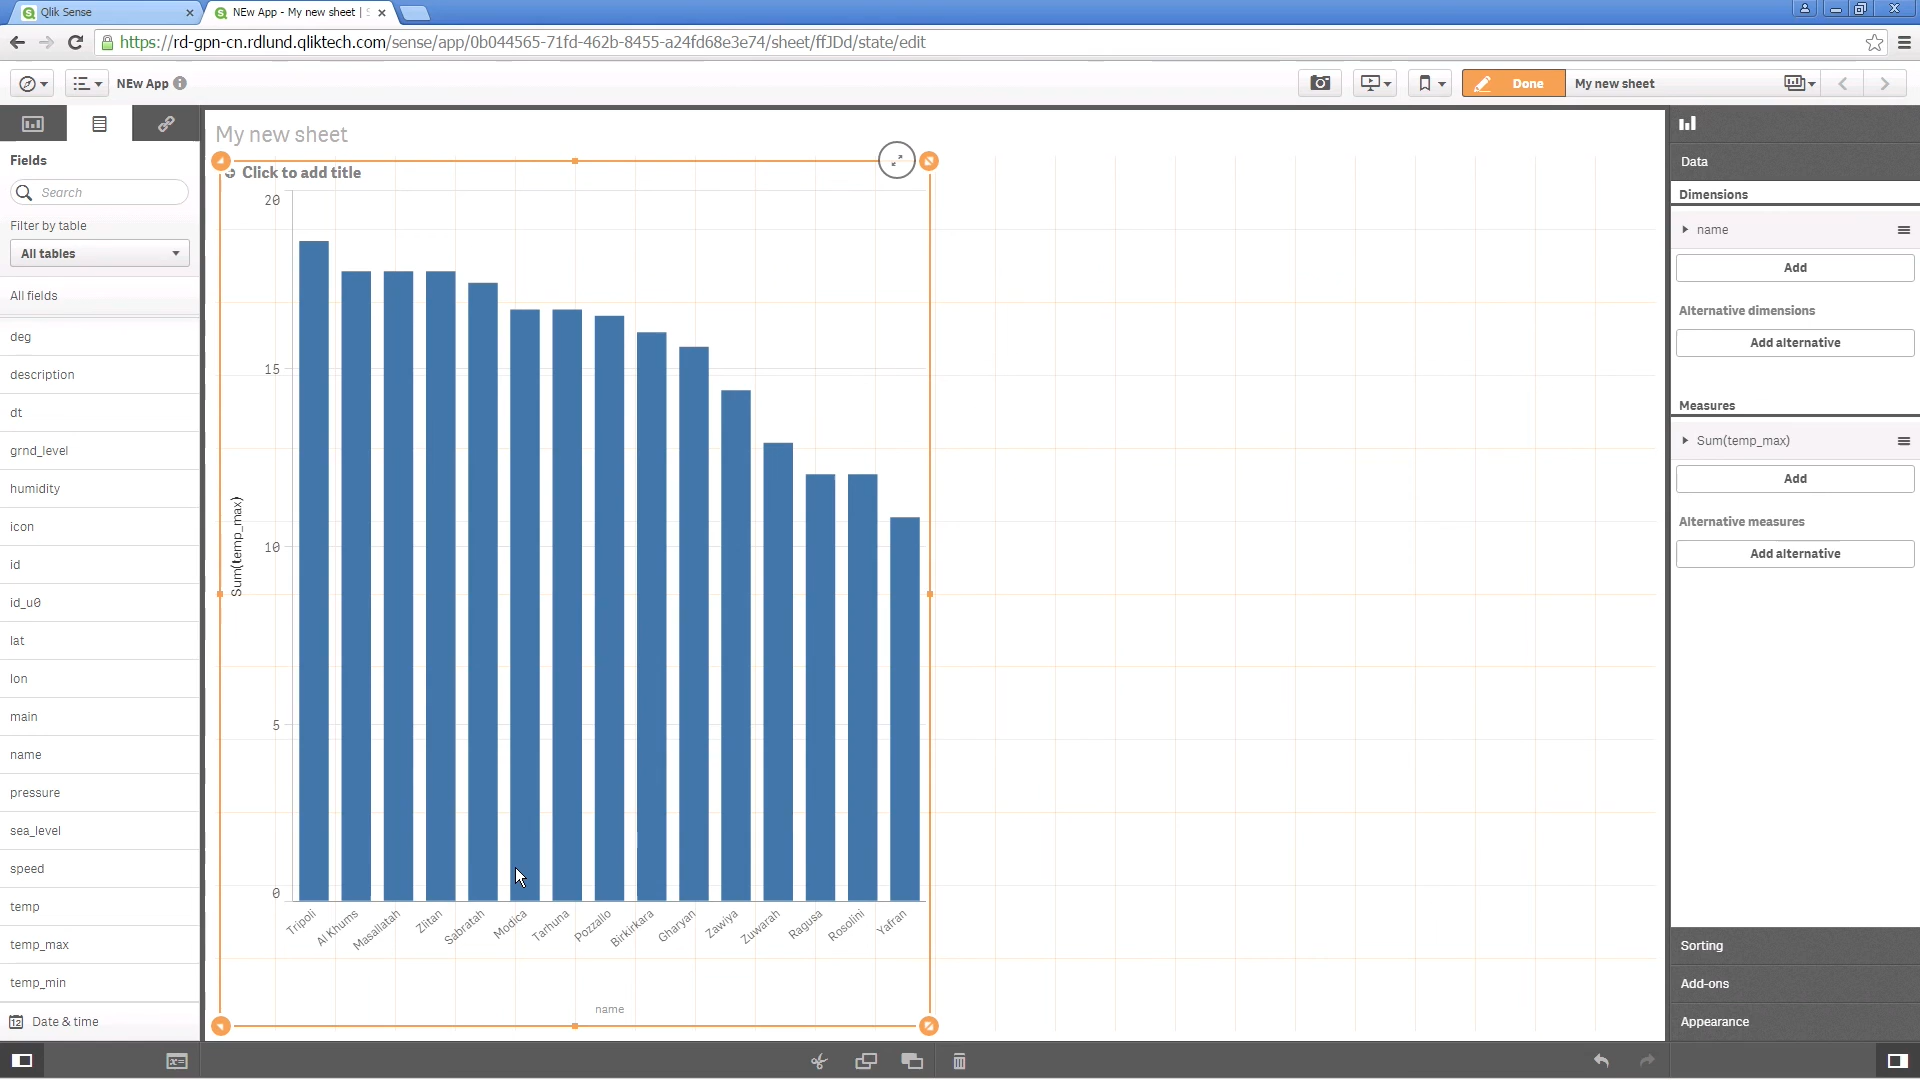 Qlik Sense
NEw App - My new sheet |
https://rd-gpn-cn.rdlund.qliktech.com/sense/app/0b044565-71fd-462b-8455-a24fd68e3e74/sheet/ffJDd/state/edit
NEw App
Done
My new sheet
Fields
Search
Filter by table
All tables
All fields
deg
description
dt
grnd_level
humidity
icon
id
id_u0
lat
lon
main
name
pressure
sea_level
speed
temp
temp_max
temp_min
12 Date & time
My new sheet
Click to add title
20
15
10
5
0
Sum(temp_max)
Tripoli
Al Khums
Masallatah
Zlitan
Sabratah
Modica
Tarhuna
Pozzallo
Birkirkara
Gharyan
Zawiya
Zuwarah
Ragusa
Rosolini
Yafran
name
Data
Dimensions
name
Add
Alternative dimensions
Add alternative
Measures
Sum(temp_max)
Add
Alternative measures
Add alternative
Sorting
Add-ons
Appearance